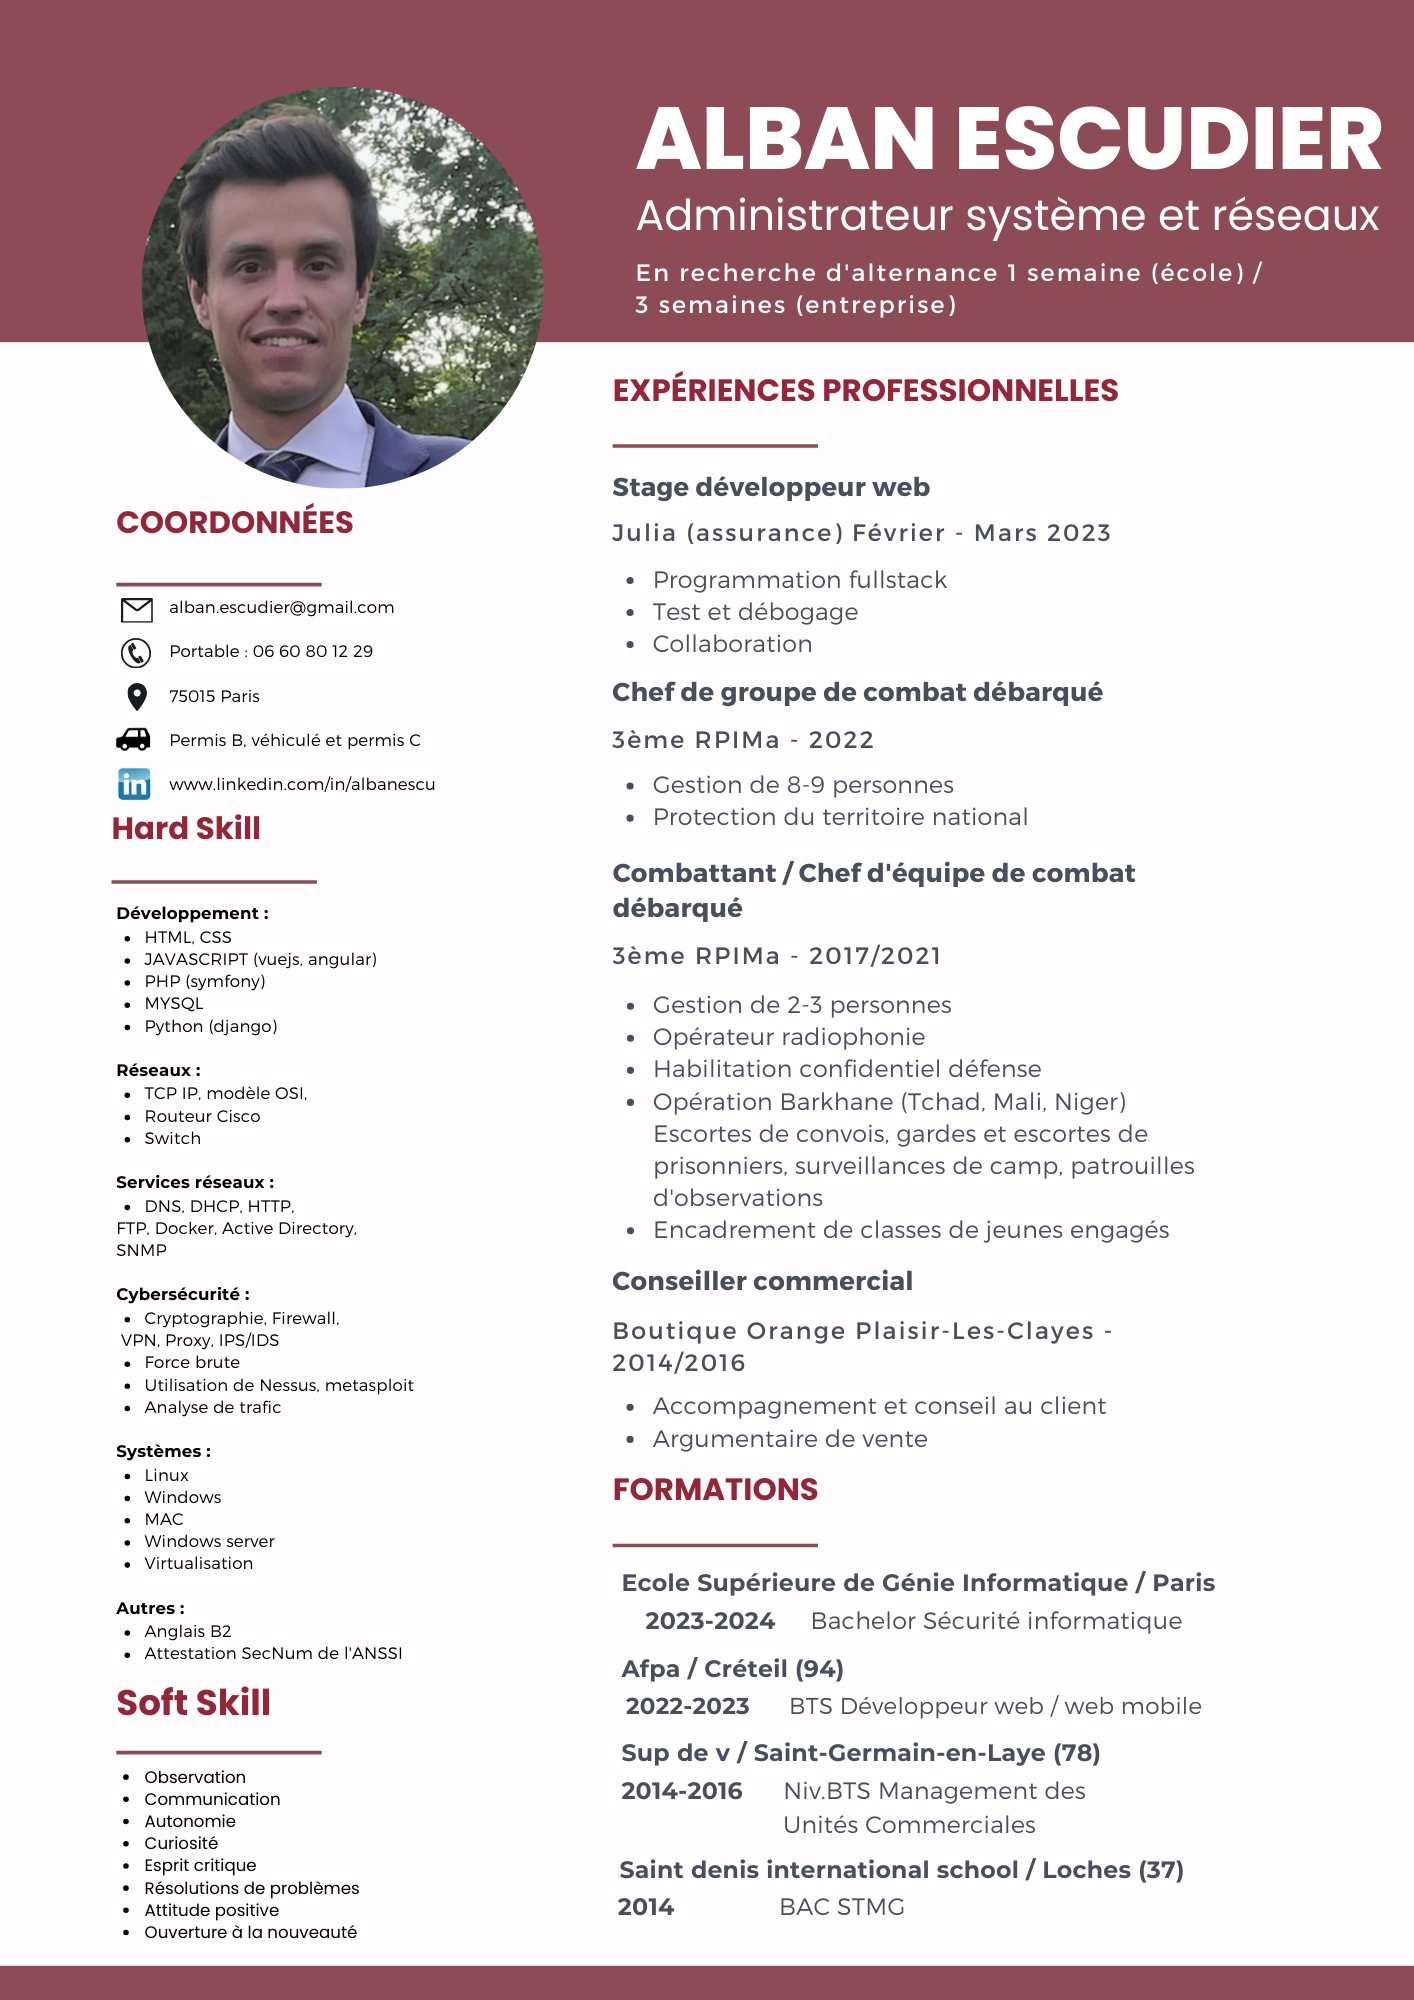 ALBAN ESCUDIER
Administrateur système et réseaux
En recherche d'alternance 1 semaine (école) /
3 semaines (entreprise)
COORDONNÉES
alban.escudier@gmail.com
Portable : 06 60 80 12 29
75015 Paris
Permis B, véhiculé et permis C
in
www.linkedin.com/in/albanescu
Hard Skill
Développement :
• HTML, CSS
• JAVASCRIPT (vuejs, angular)
• PHP (symfony)
• MYSQL
• Python (django)
Réseaux :
• TCP IP, modèle OSI,
• Routeur Cisco
• Switch
Services réseaux :
• DNS, DHCP, HTTP,
FTP, Docker, Active Directory,
SNMP
Cybersécurité :
• Cryptographie, Firewall,
VPN, Proxy, IPS/IDS
• Force brute
• Utilisation de Nessus, metasploit
• Analyse de trafic
Systèmes :
• Linux
• Windows
• MAC
• Windows server
• Virtualisation
Autres :
• Anglais B2
• Attestation SecNum de l'ANSSI
Soft Skill
• Observation
• Communication
• Autonomie
• Curiosité
• Esprit critique
• Résolutions de problèmes
• Attitude positive
• Ouverture à la nouveauté
EXPÉRIENCES PROFESSIONNELLES
Stage développeur web
Julia (assurance) Février - Mars 2023
• Programmation fullstack
• Test et débogage
• Collaboration
Chef de groupe de combat débarqué
3ème RPIMa - 2022
• Gestion de 8-9 personnes
• Protection du territoire national
Combattant / Chef d'équipe de combat
débarqué
3ème RPIMa - 2017/2021
• Gestion de 2-3 personnes
• Opérateur radiophonie
• Habilitation confidentiel défense
• Opération Barkhane (Tchad, Mali, Niger)
Escortes de convois, gardes et escortes de
prisonniers, surveillances de camp, patrouilles
d'observations
• Encadrement de classes de jeunes engagés
Conseiller commercial
Boutique Orange Plaisir-Les-Clayes -
2014/2016
• Accompagnement et conseil au client
• Argumentaire de vente
FORMATIONS
Ecole Supérieure de Génie Informatique / Paris
2023-2024 Bachelor Sécurité informatique
Afpa / Créteil (94)
2022-2023 BTS Développeur web / web mobile
Sup de v / Saint-Germain-en-Laye (78)
2014-2016 Niv.BTS Management des
Unités Commerciales
Saint denis international school / Loches (37)
2014 BAC STMG